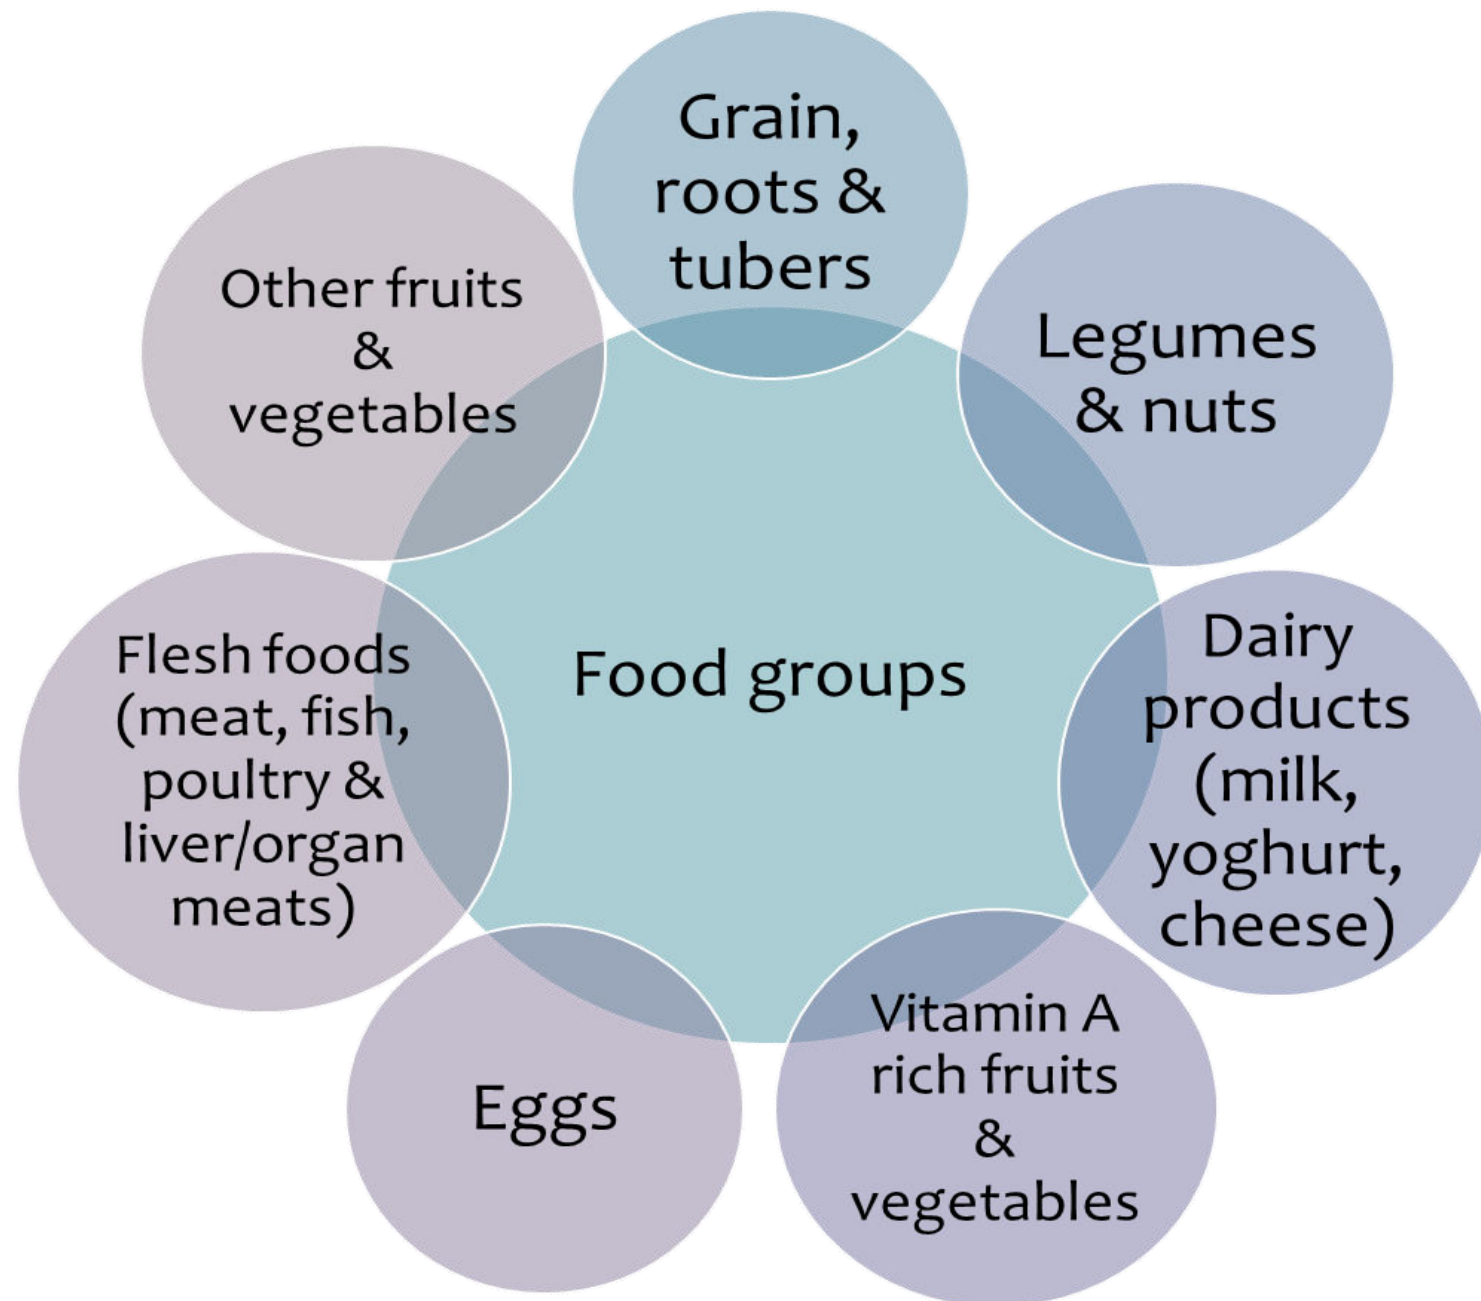 Grain,
roots &
tubers
Legumes
& nuts
Dairy
products
(milk,
yoghurt,
cheese)
Vitamin A
rich fruits
&
vegetables
Eggs
Flesh foods
(meat, fish,
poultry &
liver/organ
meats)
Other fruits
&
vegetables
Food groups